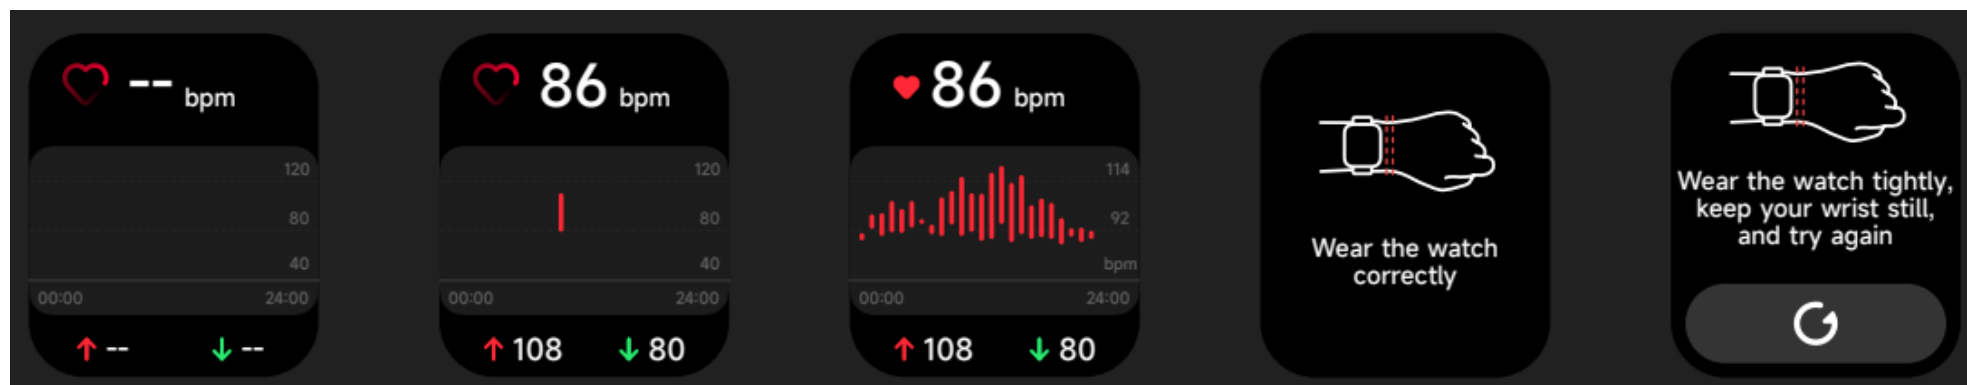 -- bpm
120
80
40
00:00 24:00
↑ -- ↓ --
86 bpm
120
80
40
00:00 24:00
↑ 108 ↓ 80
86 bpm
114
92
bpm
00:00 24:00
↑ 108 ↓ 80
Wear the watch
correctly
Wear the watch tightly,
keep your wrist still,
and try again